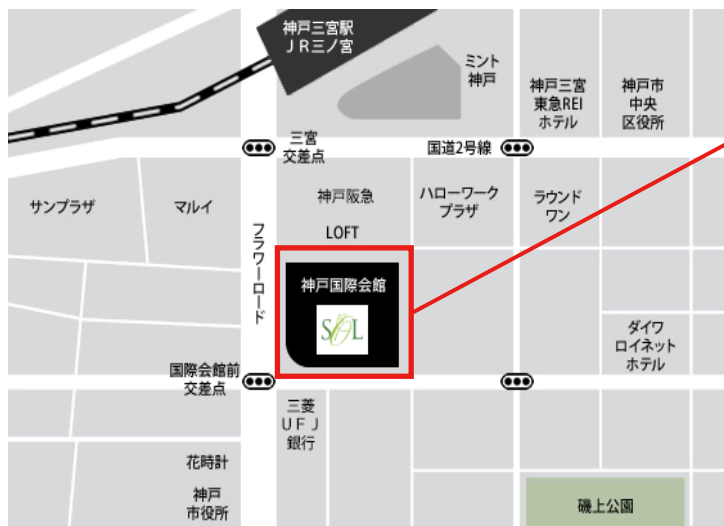 神戸三宮駅
ＪＲ三ノ宮
ミント
神戸
神戸三宮
東急REI
ホテル
神戸市
中央
区役所
三宮
交差点
国道2号線
サンプラザ
マルイ
神戸阪急
ハローワーク
プラザ
ラウンド
ワン
LOFT
フラワーロード
神戸国際会館
SOL
ダイワ
ロイネット
ホテル
国際会館前
交差点
三菱
ＵＦＪ
銀行
花時計
神戸
市役所
磯上公園